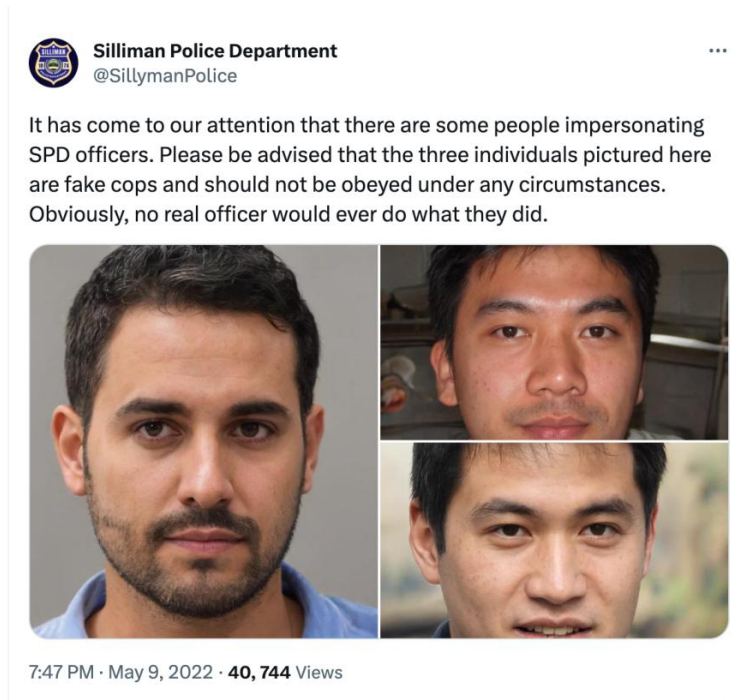 SILLIMAN
Silliman Police Department
@SillymanPolice
It has come to our attention that there are some people impersonating
SPD officers. Please be advised that the three individuals pictured here
are fake cops and should not be obeyed under any circumstances.
Obviously, no real officer would ever do what they did.
7:47 PM · May 9, 2022 · 40,744 Views